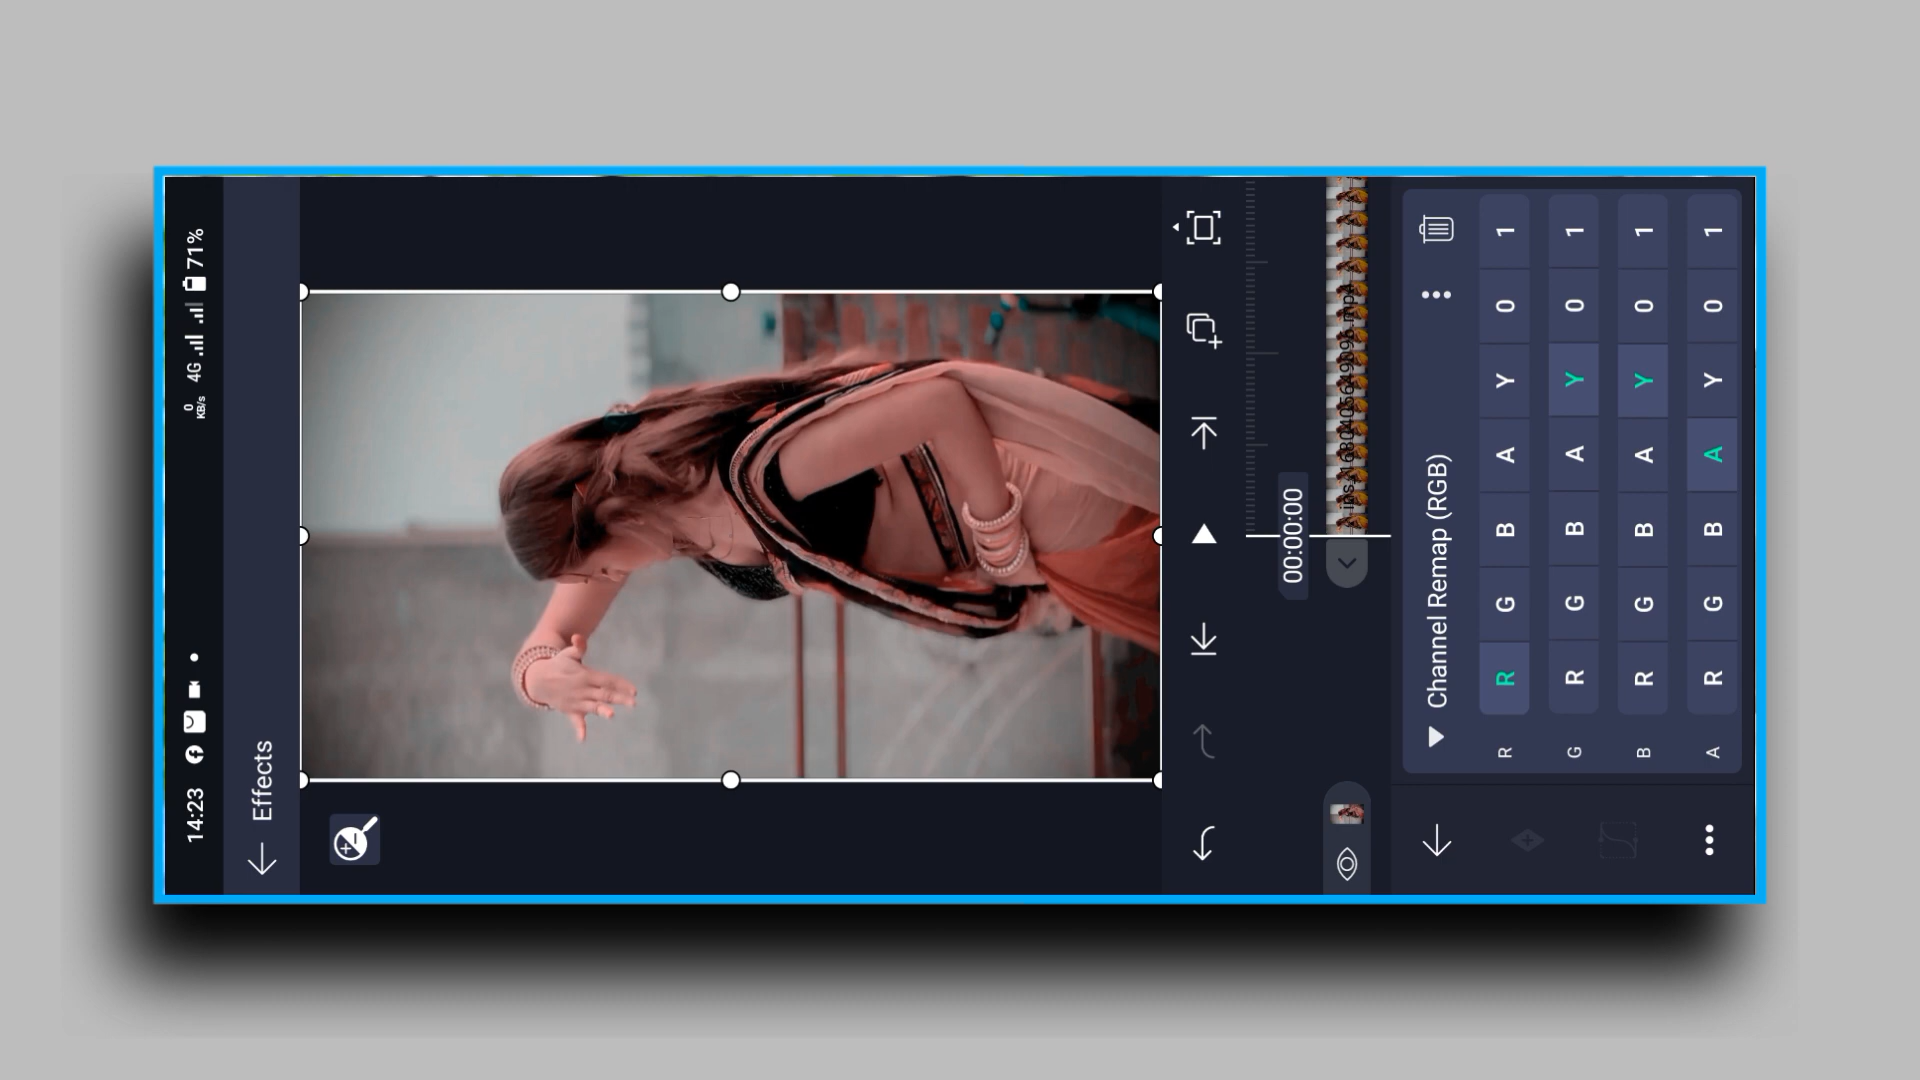 14:23
0
KB/s
4G
71%
Effects
00:00:00
Channel Remap (RGB)
R R G B A Y 0 1
G R G B A Y 0 1
B R G B A Y 0 1
A R G B A Y 0 1